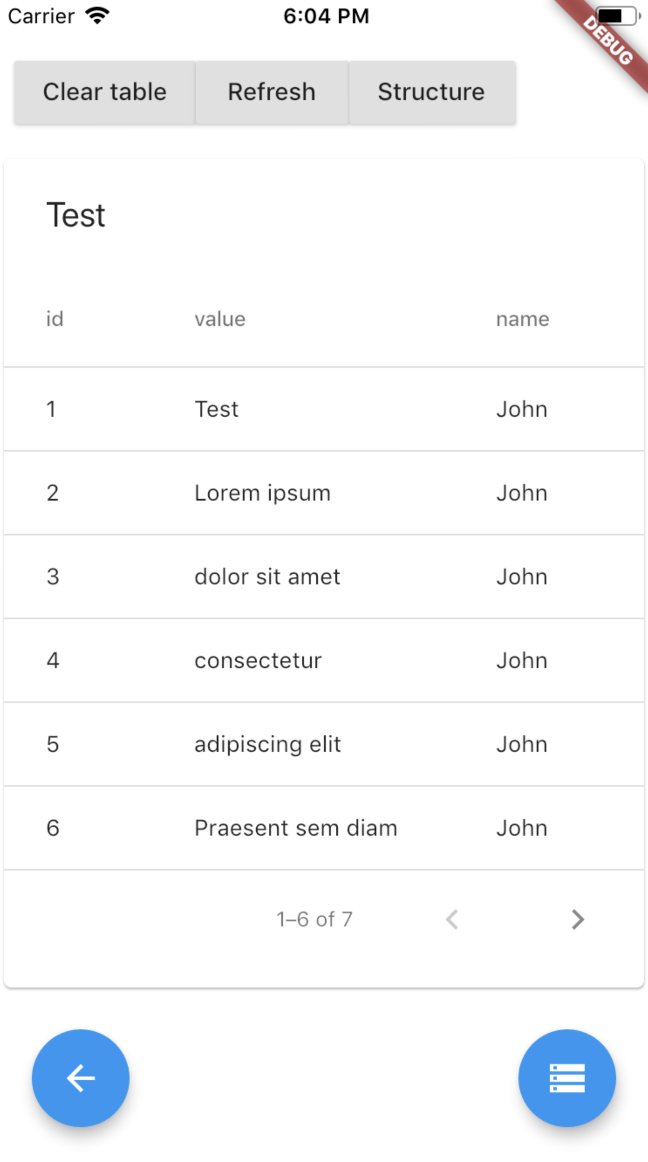 Carrier 6:04 PM
DEBUG
Clear table Refresh Structure
Test
id value name
1 Test John
2 Lorem ipsum John
3 dolor sit amet John
4 consectetur John
5 adipiscing elit John
6 Praesent sem diam John
1–6 of 7